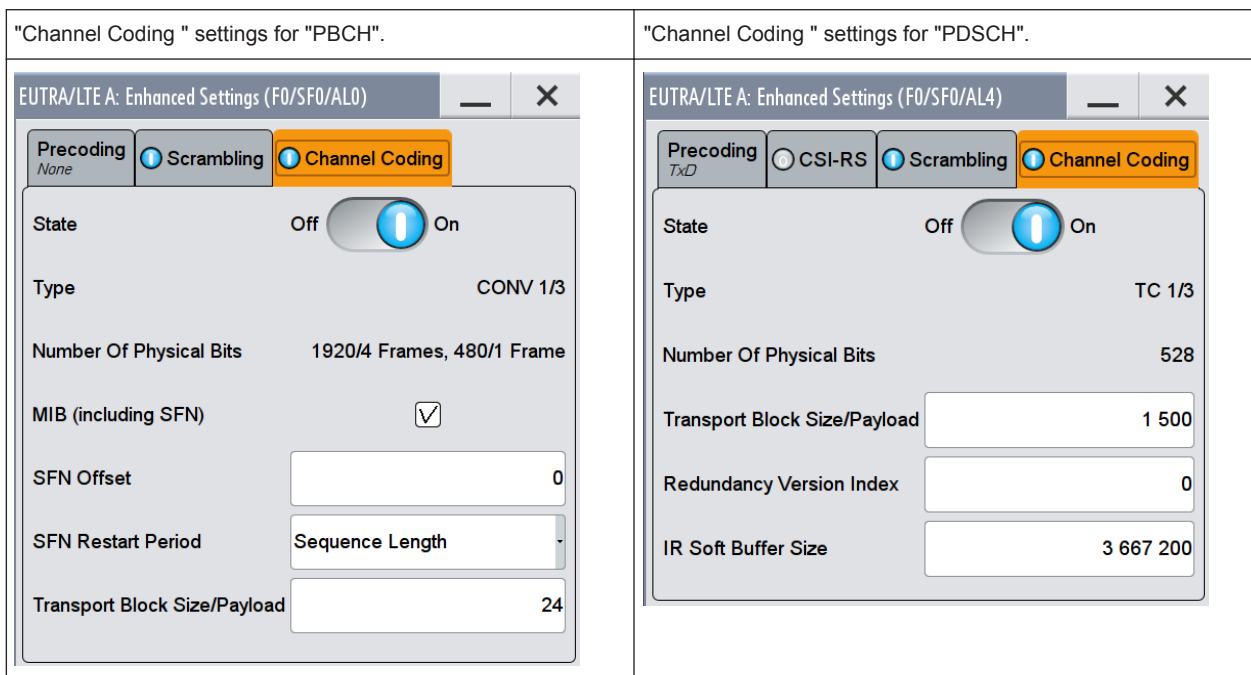 "Channel Coding " settings for "PBCH".
EUTRA/LTE A: Enhanced Settings (F0/SF0/AL0)
Precoding
None
Scrambling
Channel Coding
State
Off
On
Type
CONV 1/3
Number Of Physical Bits
1920/4 Frames, 480/1 Frame
MIB (including SFN)
SFN Offset
0
SFN Restart Period
Sequence Length
Transport Block Size/Payload
24
"Channel Coding " settings for "PDSCH".
EUTRA/LTE A: Enhanced Settings (F0/SF0/AL4)
Precoding
TxD
CSI-RS
Scrambling
Channel Coding
State
Off
On
Type
TC 1/3
Number Of Physical Bits
528
Transport Block Size/Payload
1 500
Redundancy Version Index
0
IR Soft Buffer Size
3 667 200